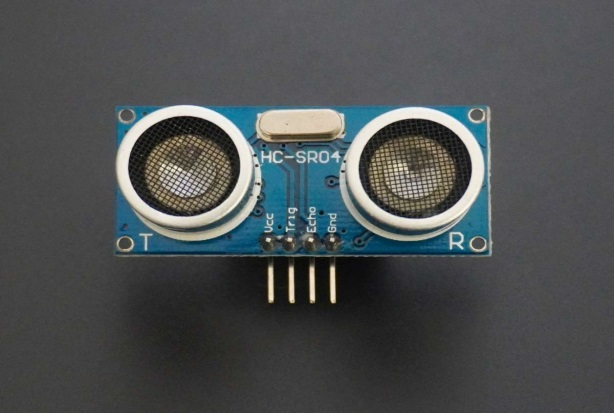 HC-SR04
Vcc
Trig
Echo
Gnd
T
R